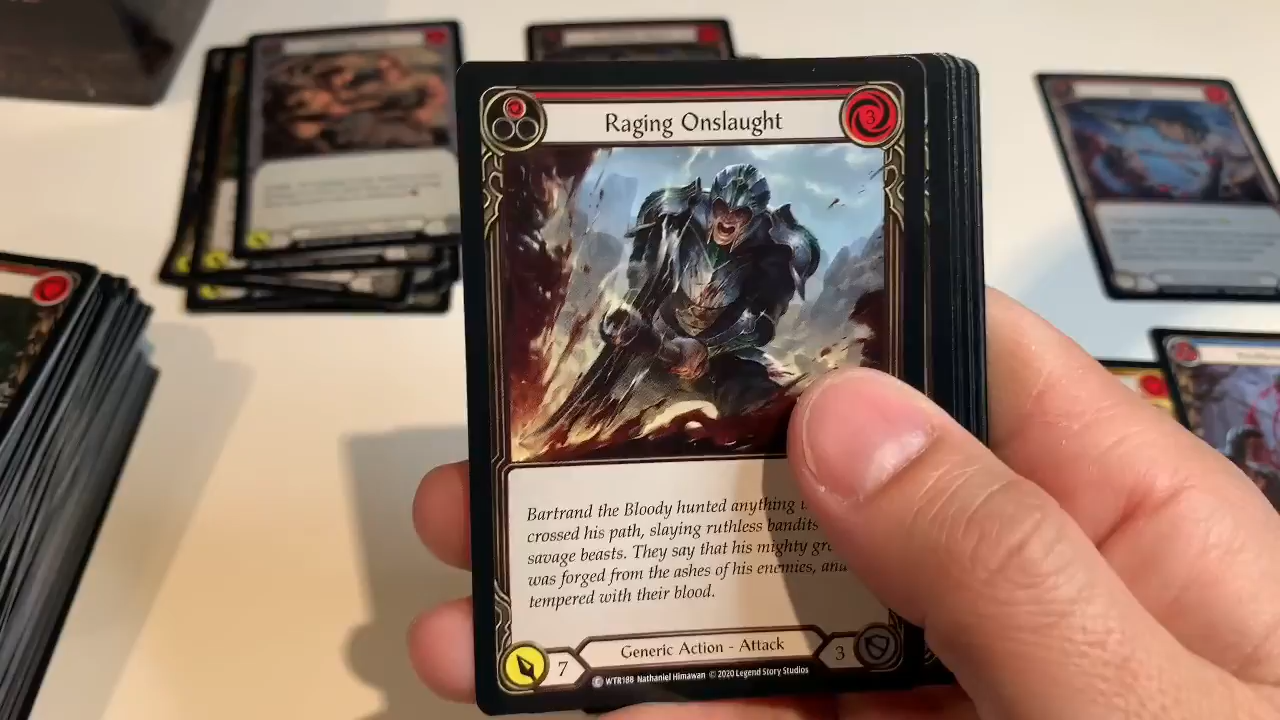 Raging Onslaught
3
Bartrand the Bloody hunted anything
crossed his path, slaying ruthless bandits
savage beasts. They say that his mighty
was forged from the ashes of his enemies, and
tempered with their blood.
7
Generic Action - Attack
3
C WTR188 Nathaniel Himawan © 2020 Legend Story Studios